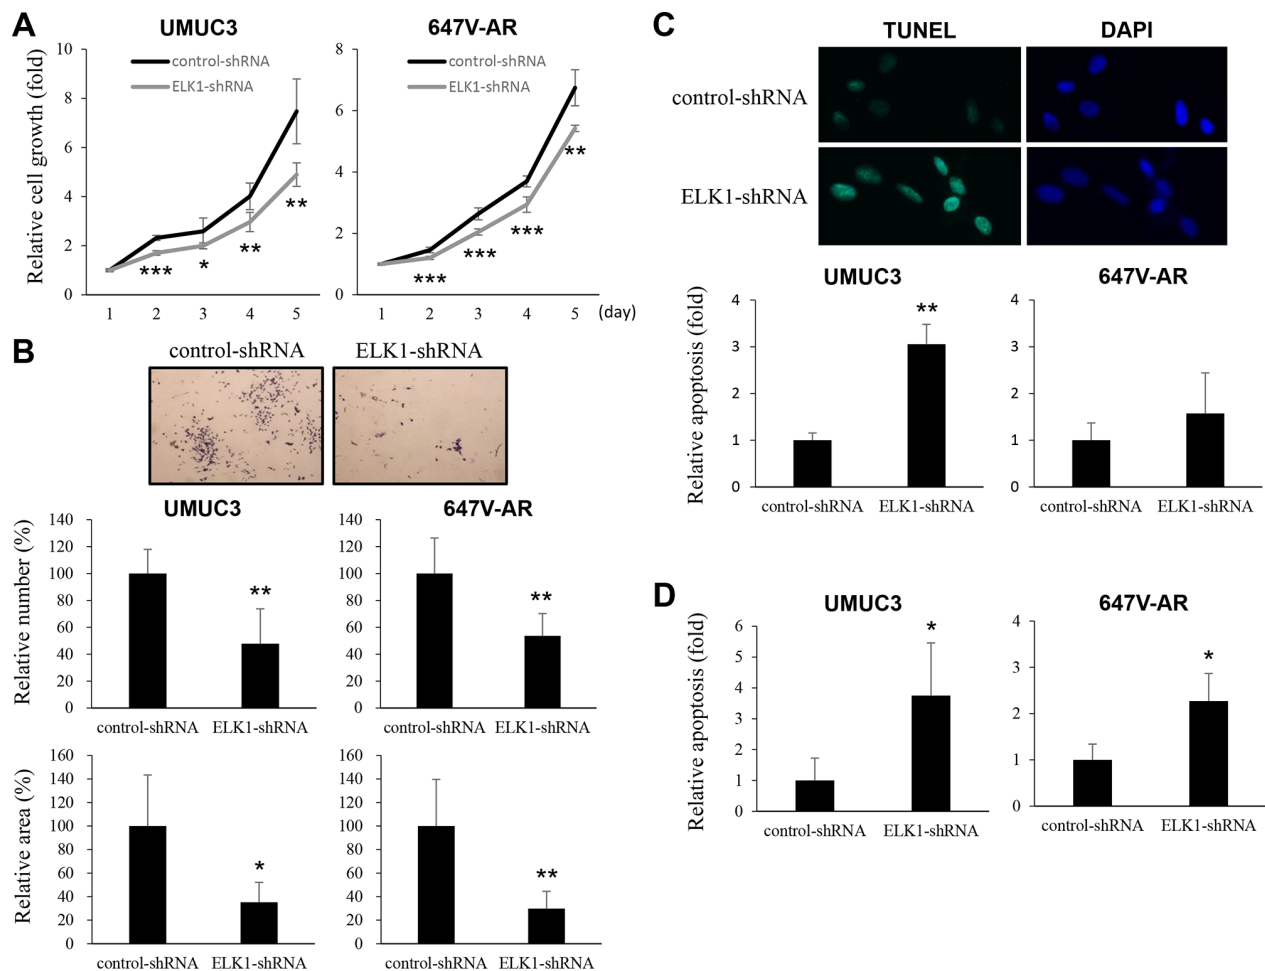 A
UMUC3
647V-AR
Relative cell growth (fold)
10
8
6
4
2
0
control-shRNA
ELK1-shRNA
***
*
**
**
1 2 3 4 5
8
6
4
2
0
control-shRNA
ELK1-shRNA
***
***
***
**
1 2 3 4 5 (day)
B
control-shRNA
ELK1-shRNA
UMUC3
647V-AR
Relative number (%)
140
120
100
80
60
40
20
0
**
control-shRNA ELK1-shRNA
140
120
100
80
60
40
20
0
**
control-shRNA ELK1-shRNA
Relative area (%)
160
140
120
100
80
60
40
20
0
*
control-shRNA ELK1-shRNA
160
140
120
100
80
60
40
20
0
**
control-shRNA ELK1-shRNA
C
TUNEL
DAPI
control-shRNA
ELK1-shRNA
UMUC3
647V-AR
Relative apoptosis (fold)
4
3
2
1
0
**
control-shRNA ELK1-shRNA
4
3
2
1
0
control-shRNA ELK1-shRNA
D
UMUC3
647V-AR
Relative apoptosis (fold)
6
5
4
3
2
1
0
*
control-shRNA ELK1-shRNA
4
3
2
1
0
*
control-shRNA ELK1-shRNA